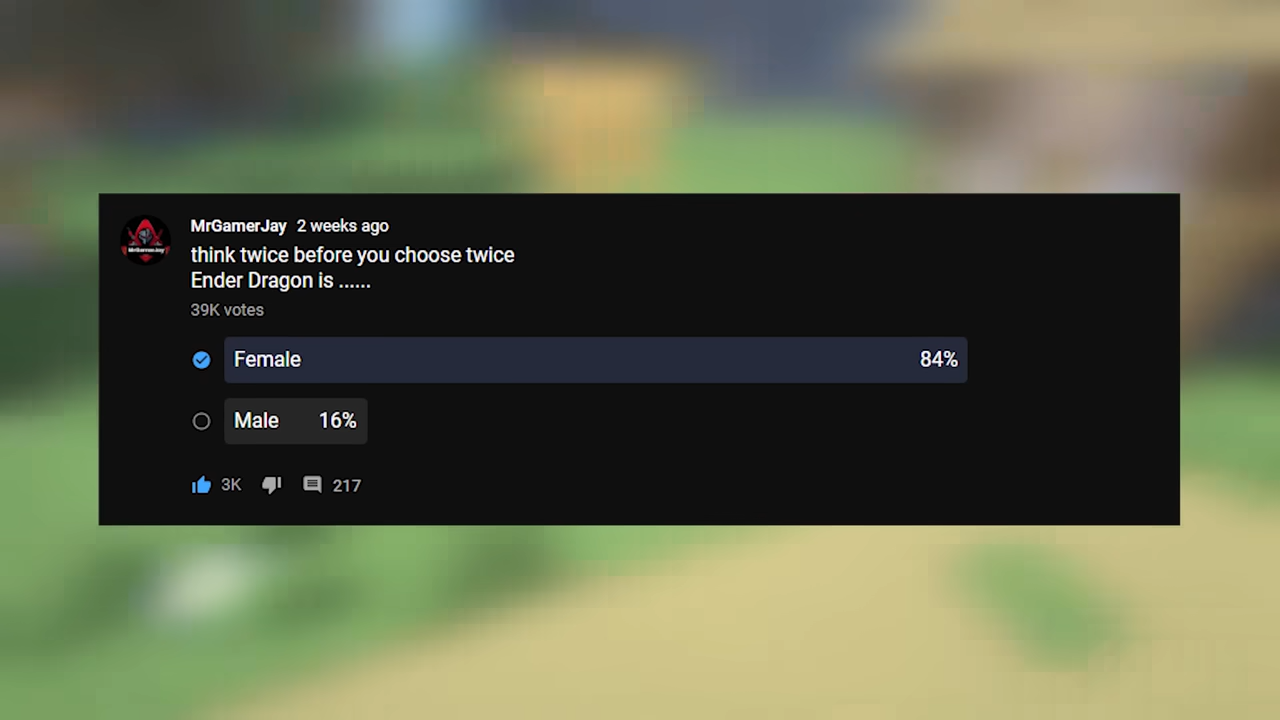 MrGamerJay 2 weeks ago
think twice before you choose twice
Ender Dragon is ......
39K votes
Female 84%
Male 16%
3K 217
MrGamerJay